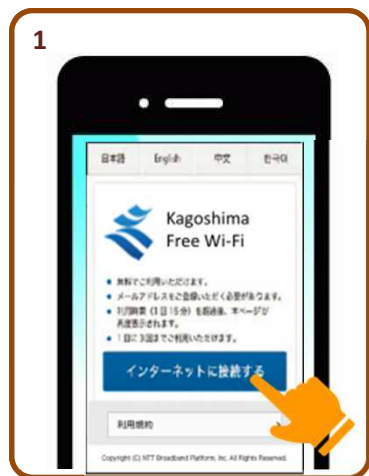 1
日本語 English 中文 한국어
Kagoshima
Free Wi-Fi
● 無料でご利用いただけます。
● メールアドレスをご登録いただく必要があります。
● 利用時間(1回15分)を超過後、本ページが
再度表示されます。
● 1日に3回までご利用いただけます。
インターネットに接続する
利用規約
Copyright (C) NTT Broadband Platform, Inc. All Rights Reserved.